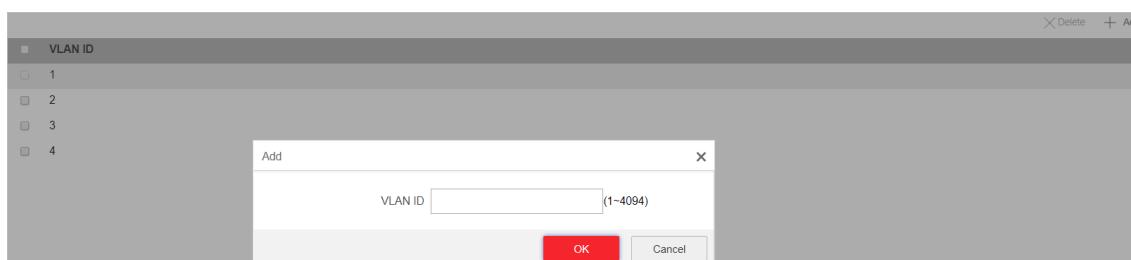 Delete
VLAN ID
1
2
3
4
Add
VLAN ID (1~4094)
OK Cancel